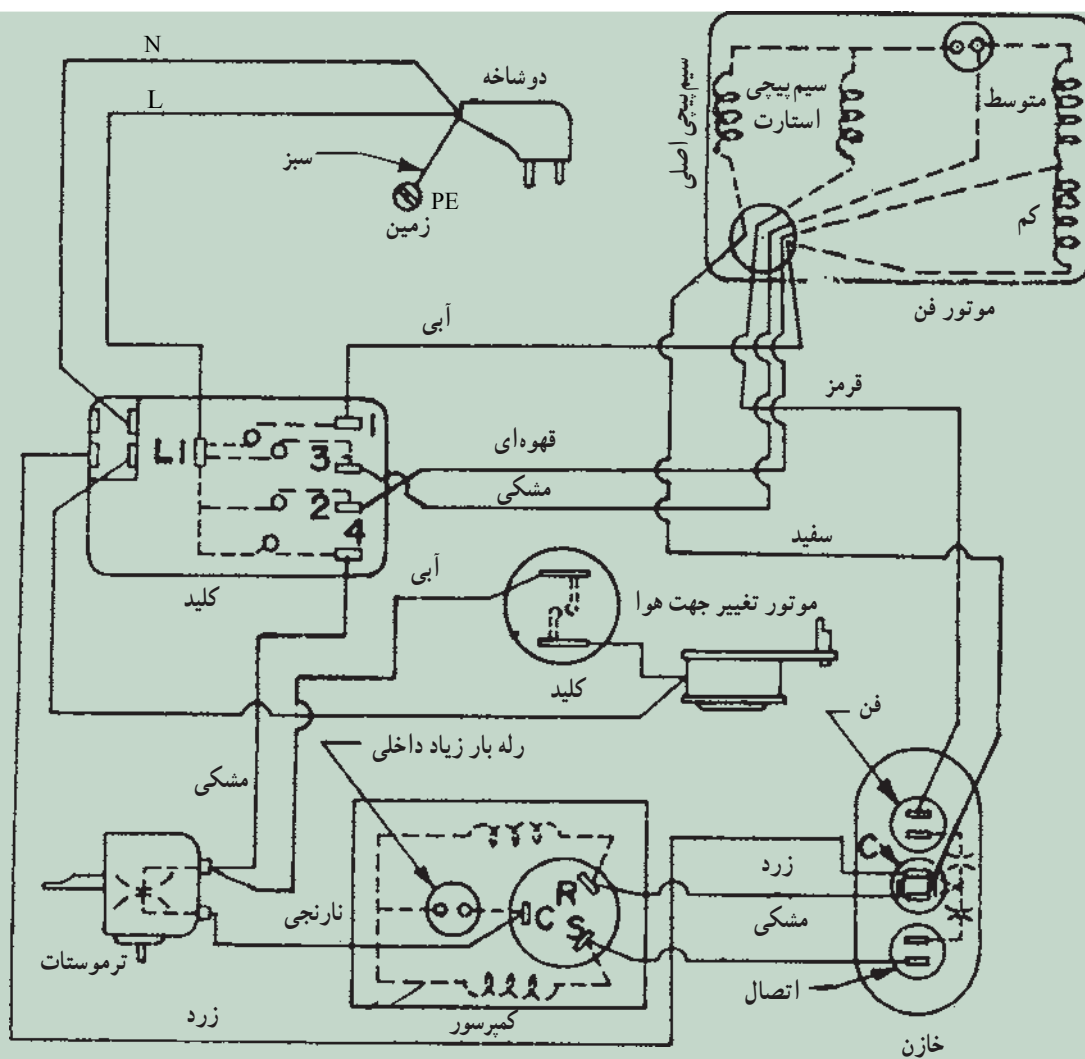 N
L
دوشاخه
سبز
PE
زمین
سیم‌پیچی اصلی
سیم‌پیچی
استارت
متوسط
کم
موتور فن
آبی
قرمز
قهوه‌ای
مشکی
سفید
L1
1
3
2
4
کلید
آبی
موتور تغییر جهت هوا
کلید
فن
رله بار زیاد داخلی
مشکی
C
زرد
R
نارنجی
C
S
مشکی
ترموستات
اتصال
زرد
کمپرسور
خازن